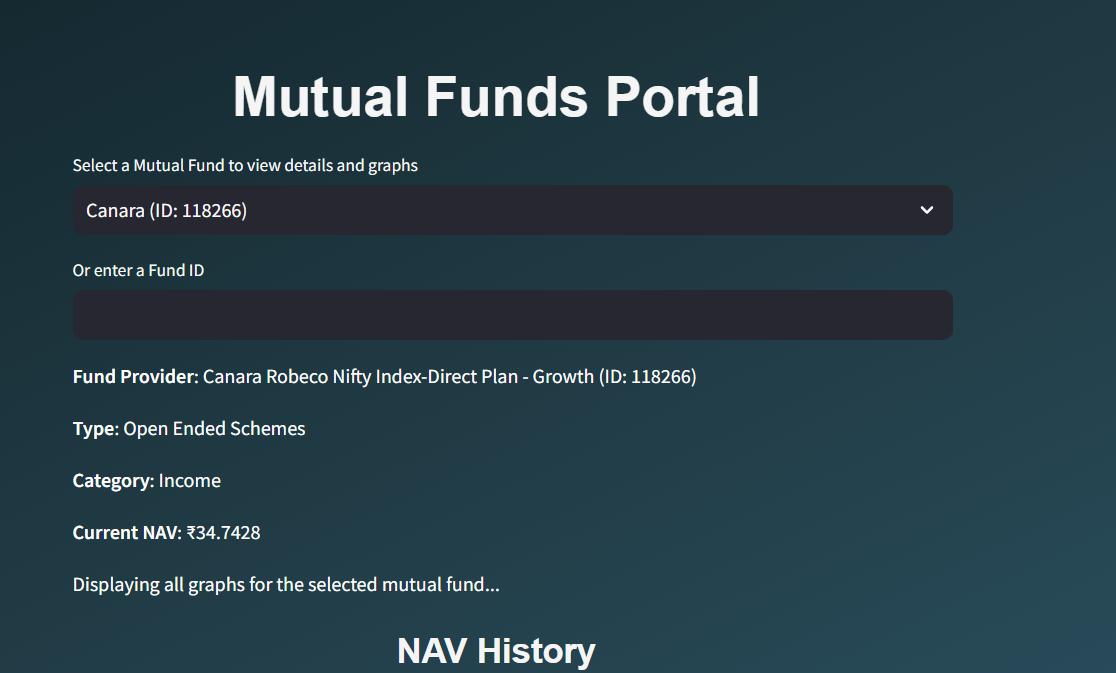 Mutual Funds Portal
Select a Mutual Fund to view details and graphs
Canara (ID: 118266)
Or enter a Fund ID
Fund Provider: Canara Robeco Nifty Index-Direct Plan - Growth (ID: 118266)
Type: Open Ended Schemes
Category: Income
Current NAV: ₹34.7428
Displaying all graphs for the selected mutual fund...
NAV History